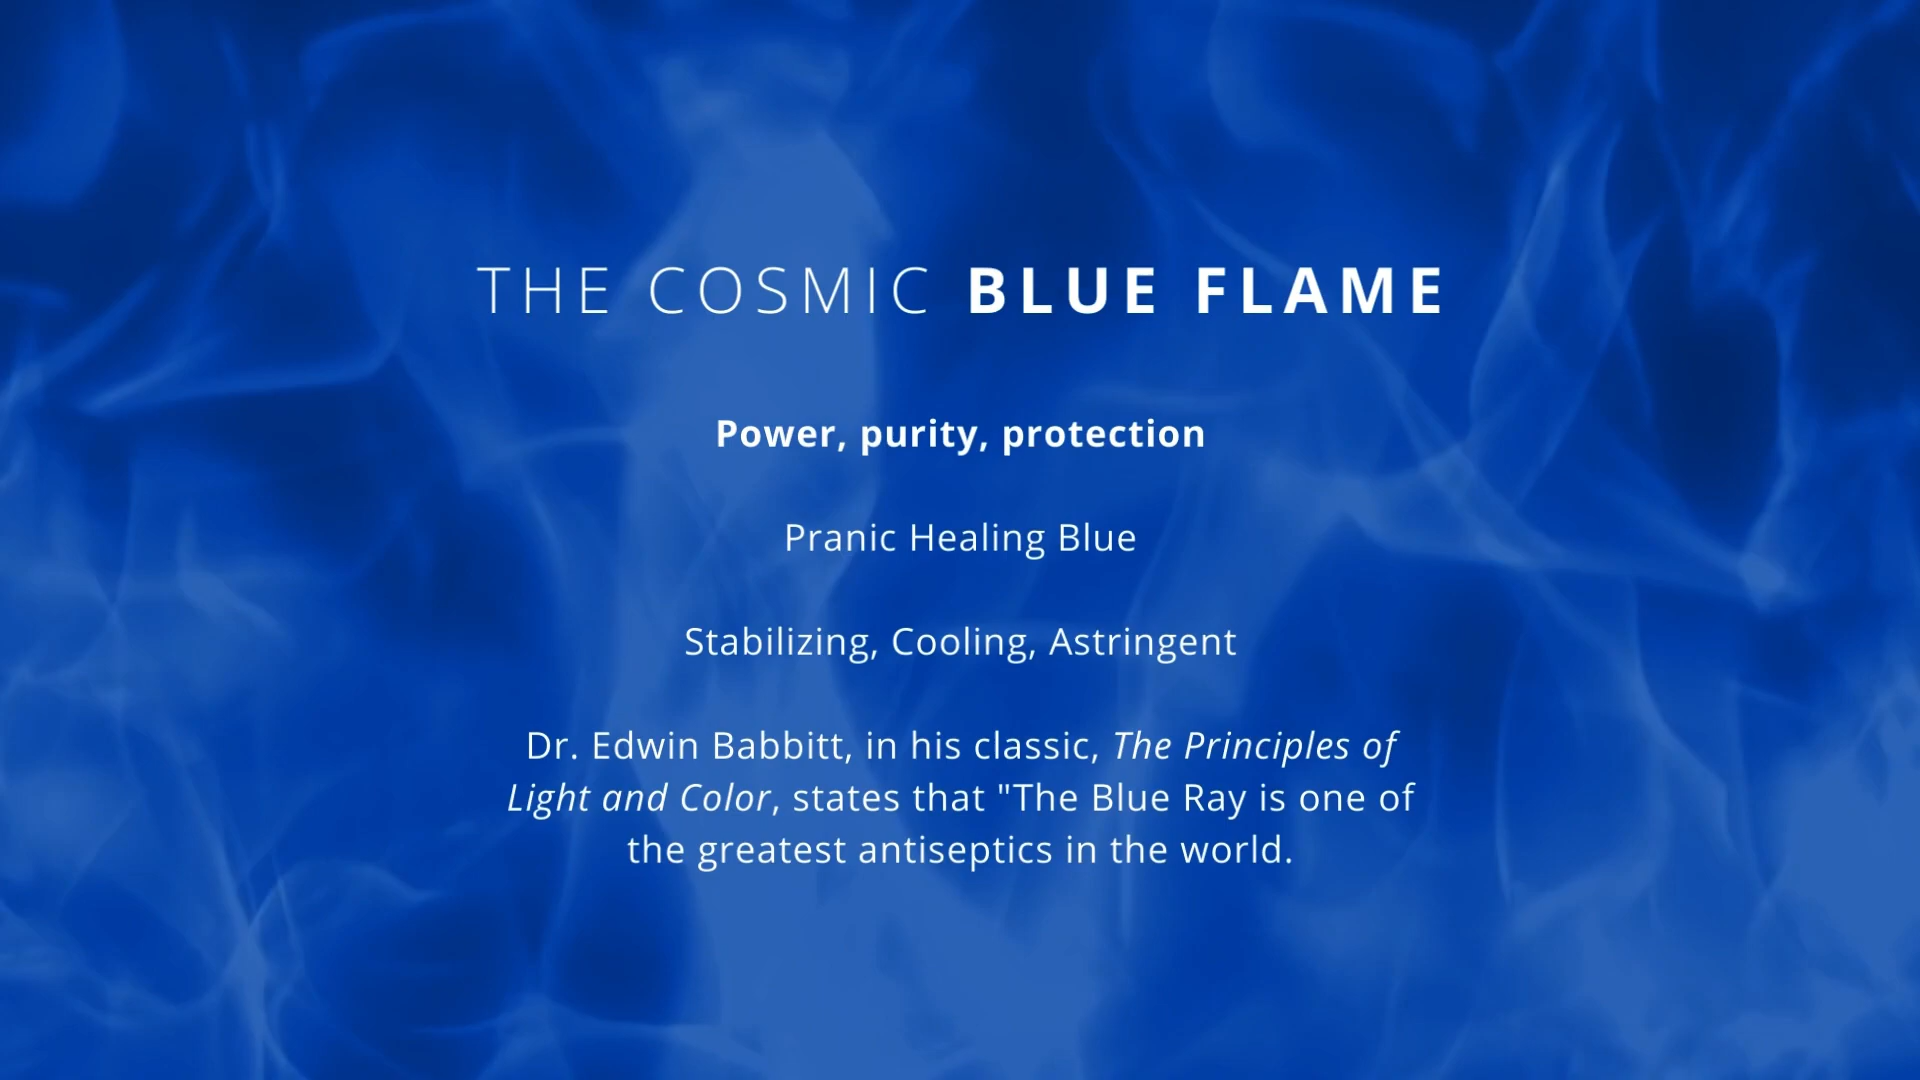 THE COSMIC BLUE FLAME
Power, purity, protection
Pranic Healing Blue
Stabilizing, Cooling, Astringent
Dr. Edwin Babbitt, in his classic, The Principles of
Light and Color, states that "The Blue Ray is one of
the greatest antiseptics in the world.